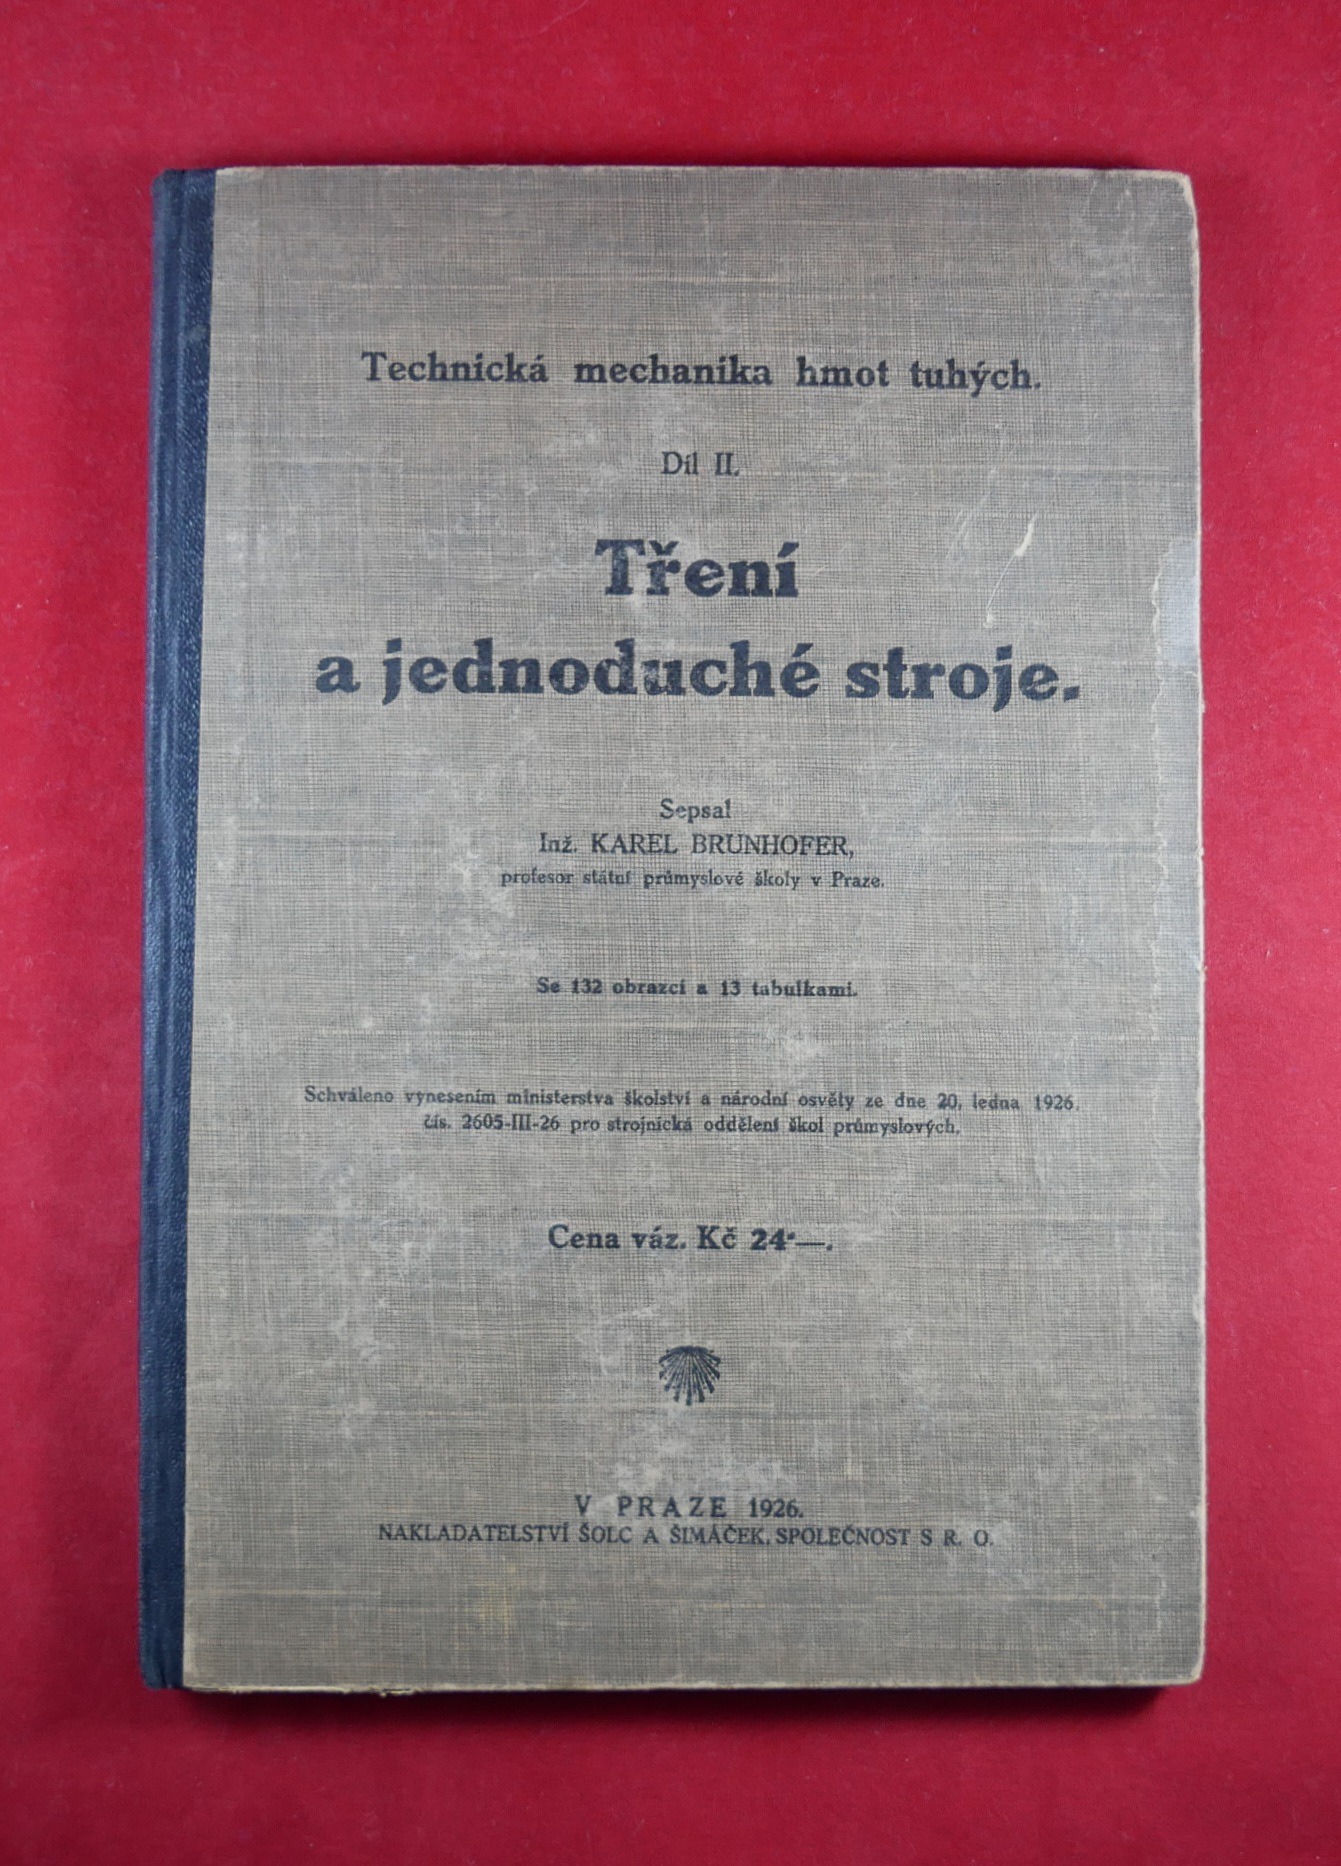 Technická mechanika hmot tuhých.
Díl II.
Tření
a jednoduché stroje.
Sepsal
Inž. KAREL BRUNHOFER,
profesor státní průmyslové školy v Praze.
Se 132 obrazci a 13 tabulkami.
Schváleno vynesením ministerstva školství a národní osvěty ze dne 20. ledna 1926.
čís. 2605-III-26 pro strojnická oddělení škol průmyslových.
Cena váz. Kč 24·—.
V PRAZE 1926.
NAKLADATELSTVÍ ŠOLC A ŠIMÁČEK, SPOLEČNOST S R. O.